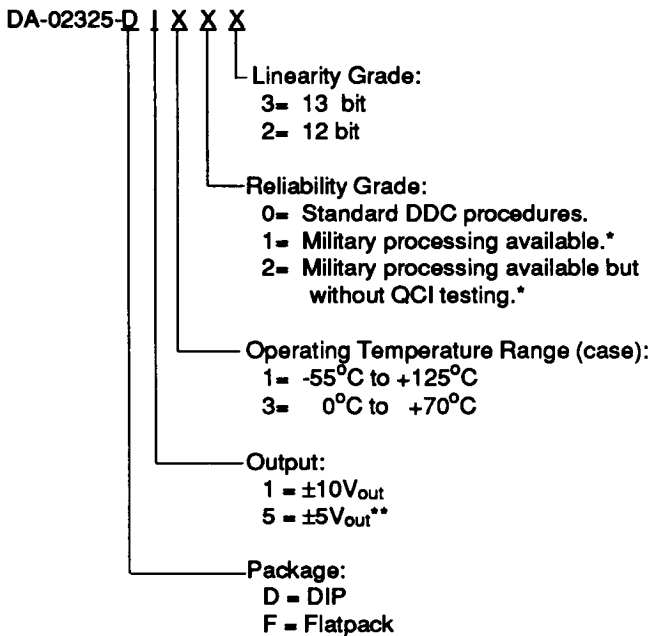 DA-02325-D I X X X
Linearity Grade:
3= 13 bit
2= 12 bit
Reliability Grade:
0= Standard DDC procedures.
1= Military processing available.*
2= Military processing available but
without QCI testing.*
Operating Temperature Range (case):
1= -55°C to +125°C
3= 0°C to +70°C
Output:
1 = ±10Vout
5 = ±5Vout**
Package:
D = DIP
F = Flatpack